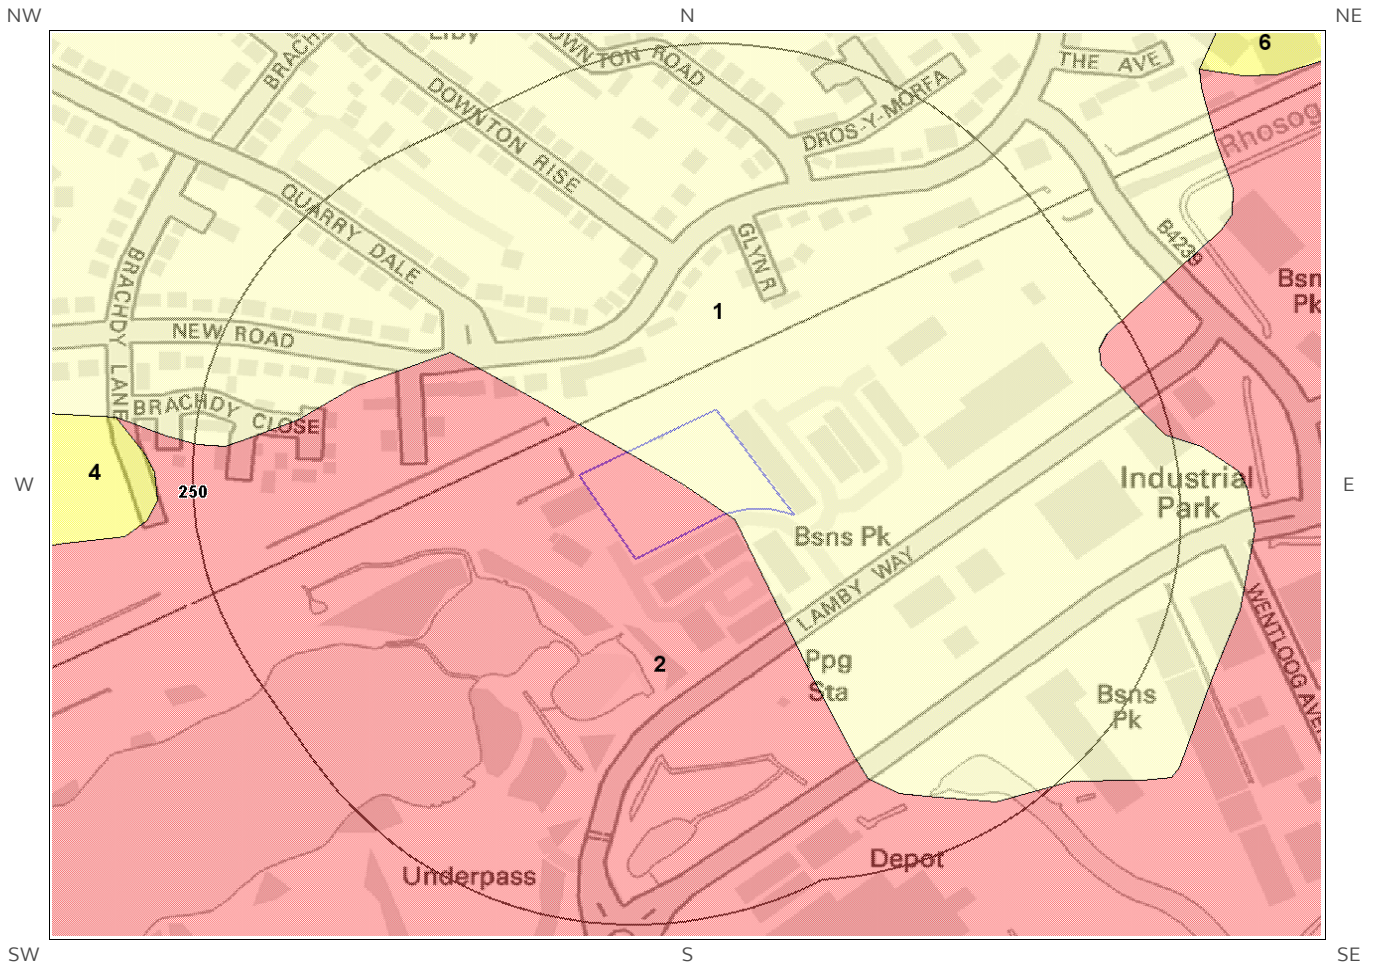 NW
N
NE
BRACH
OWNTON ROAD
6
THE AVE
DOWNTON RISE
DROS-Y-MORFA
Rhosog
QUARRY DALE
B4239
GLYN R
BRACHDY LANE
Bsn
Pk
1
NEW ROAD
BRACHDY CLOSE
4
W
250
E
Industrial
Park
Bsns Pk
LAMBY WAY
WENTLOOG AVE
2
Ppg
Sta
Bsns
Pk
Depot
Underpass
SW
S
SE